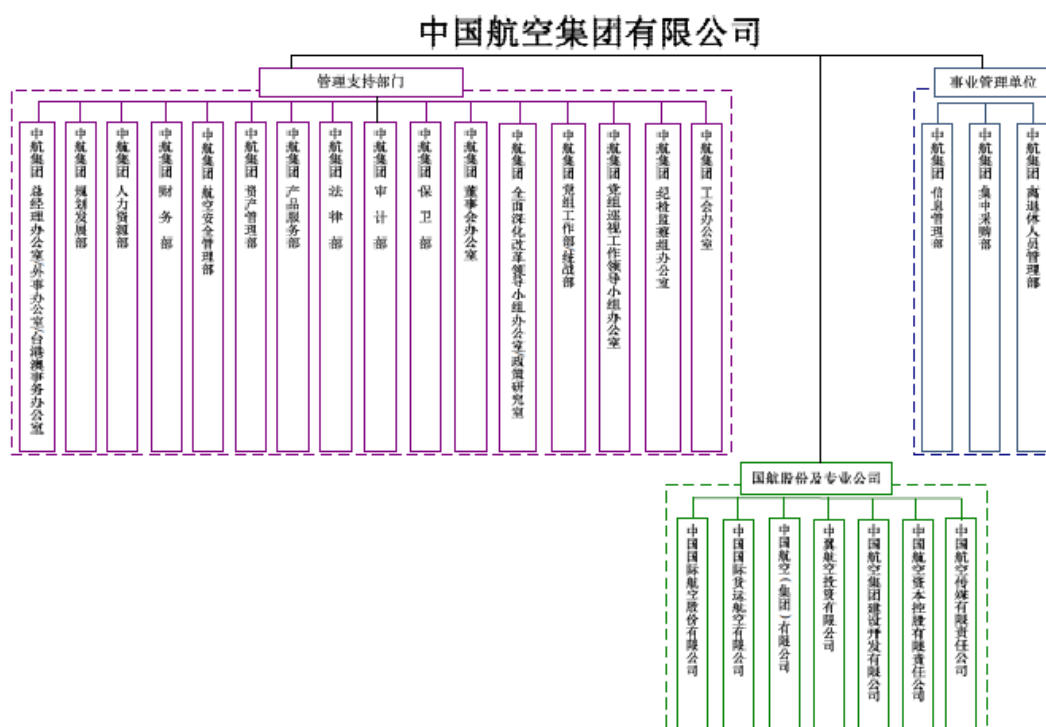 中国航空集团有限公司
管理支持部门
事业管理单位
中航集团 总经理办公室/外事办公室/台港澳事务办公室
中航集团 规划发展部
中航集团 人力资源部
中航集团 财务部
中航集团 航空安全管理部
中航集团 资产管理部
中航集团 产品服务部
中航集团 法律部
中航集团 审计部
中航集团 保卫部
中航集团 董事会办公室
中航集团 全面深化改革领导小组办公室/政策研究室
中航集团 党组工作部/统战部
中航集团 党组巡视工作领导小组办公室
中航集团 纪检监察组办公室
中航集团 工会办公室
中航集团 信息管理部
中航集团 集中采购部
中航集团 离退休人员管理部
国航股份及专业公司
中国国际航空股份有限公司
中国国际货运航空有限公司
中国航空(集团)有限公司
中翼航空投资有限公司
中国航空集团建设开发有限公司
中国航空资本控股有限责任公司
中国航空传媒有限责任公司